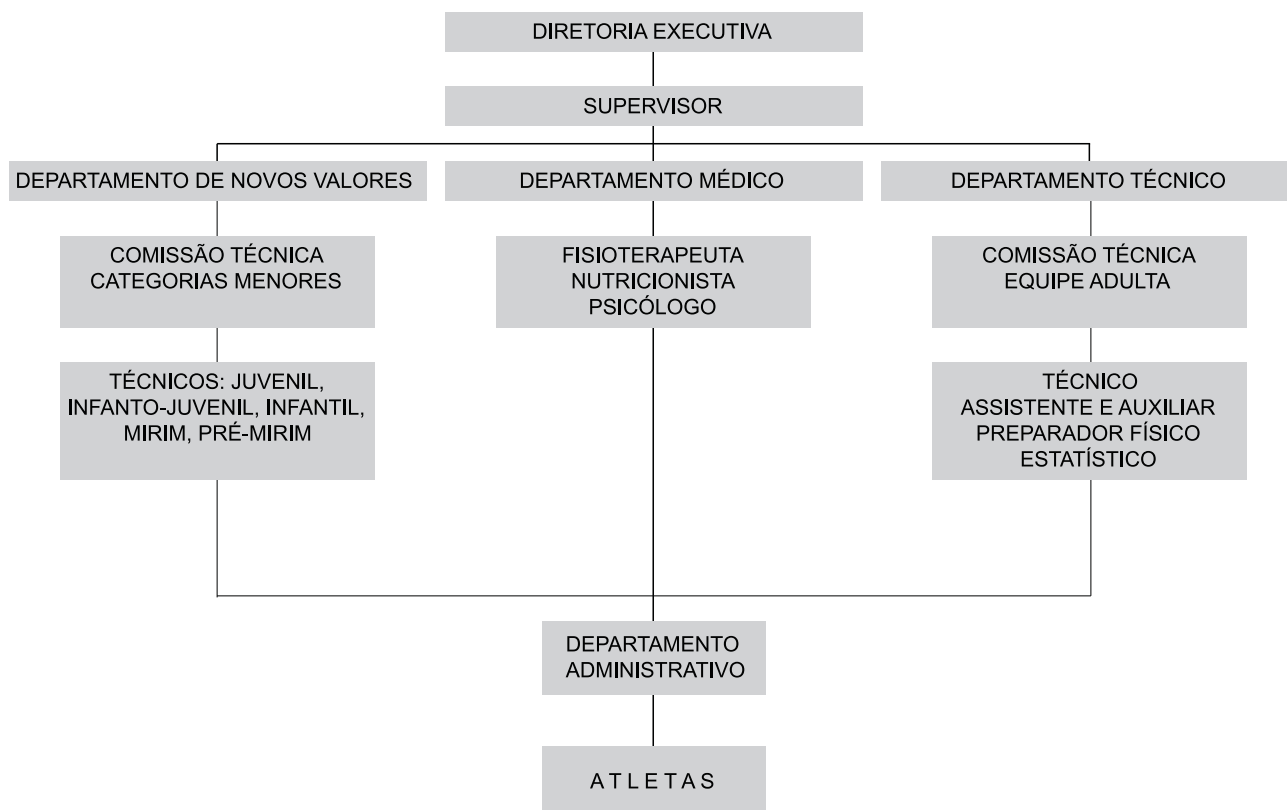 DIRETORIA EXECUTIVA
SUPERVISOR
DEPARTAMENTO DE NOVOS VALORES
DEPARTAMENTO MÉDICO
DEPARTAMENTO TÉCNICO
COMISSÃO TÉCNICA
CATEGORIAS MENORES
FISIOTERAPEUTA
NUTRICIONISTA
PSICÓLOGO
COMISSÃO TÉCNICA
EQUIPE ADULTA
TÉCNICOS: JUVENIL,
INFANTO-JUVENIL, INFANTIL,
MIRIM, PRÉ-MIRIM
TÉCNICO
ASSISTENTE E AUXILIAR
PREPARADOR FÍSICO
ESTATÍSTICO
DEPARTAMENTO
ADMINISTRATIVO
A T L E T A S